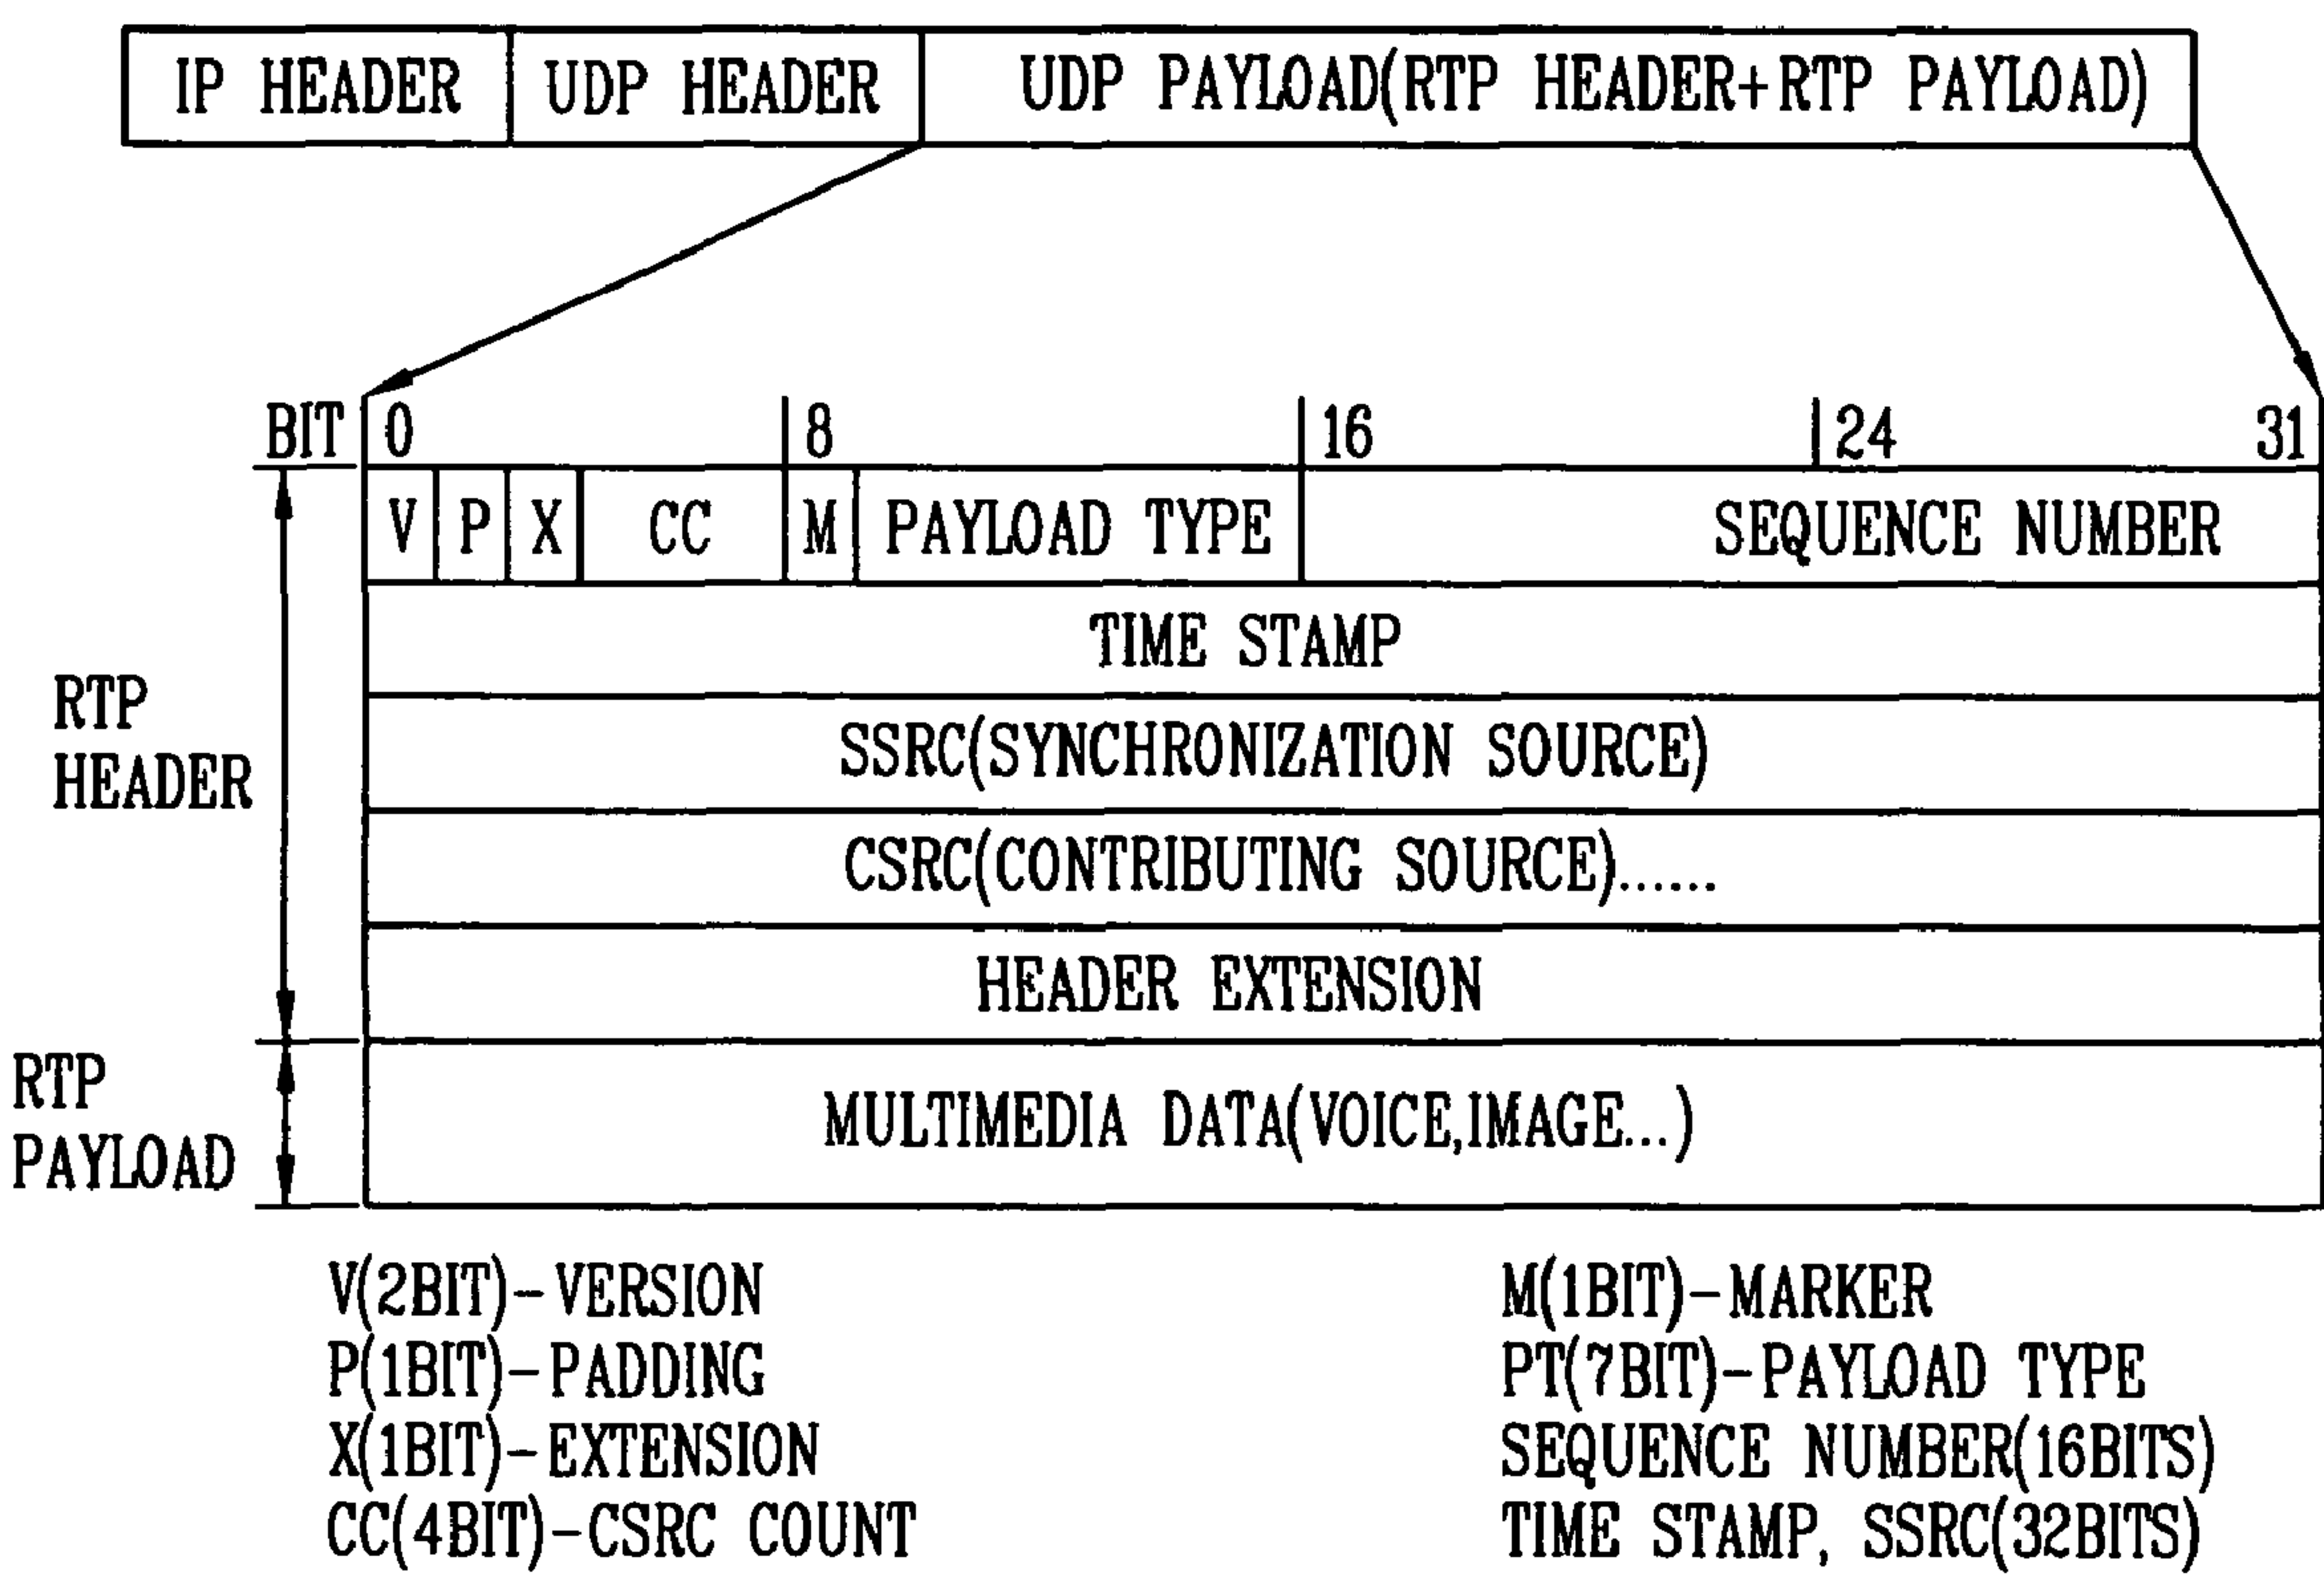 IP HEADER UDP HEADER UDP PAYLOAD(RTP HEADER+RTP PAYLOAD)
BIT 0 8 16 24 31
V P X CC M PAYLOAD TYPE SEQUENCE NUMBER
TIME STAMP
RTP
HEADER
SSRC(SYNCHRONIZATION SOURCE)
CSRC(CONTRIBUTING SOURCE)......
HEADER EXTENSION
RTP
PAYLOAD
MULTIMEDIA DATA(VOICE,IMAGE...)
V(2BIT)-VERSION
P(1BIT)-PADDING
X(1BIT)-EXTENSION
CC(4BIT)-CSRC COUNT
M(1BIT)-MARKER
PT(7BIT)-PAYLOAD TYPE
SEQUENCE NUMBER(16BITS)
TIME STAMP, SSRC(32BITS)